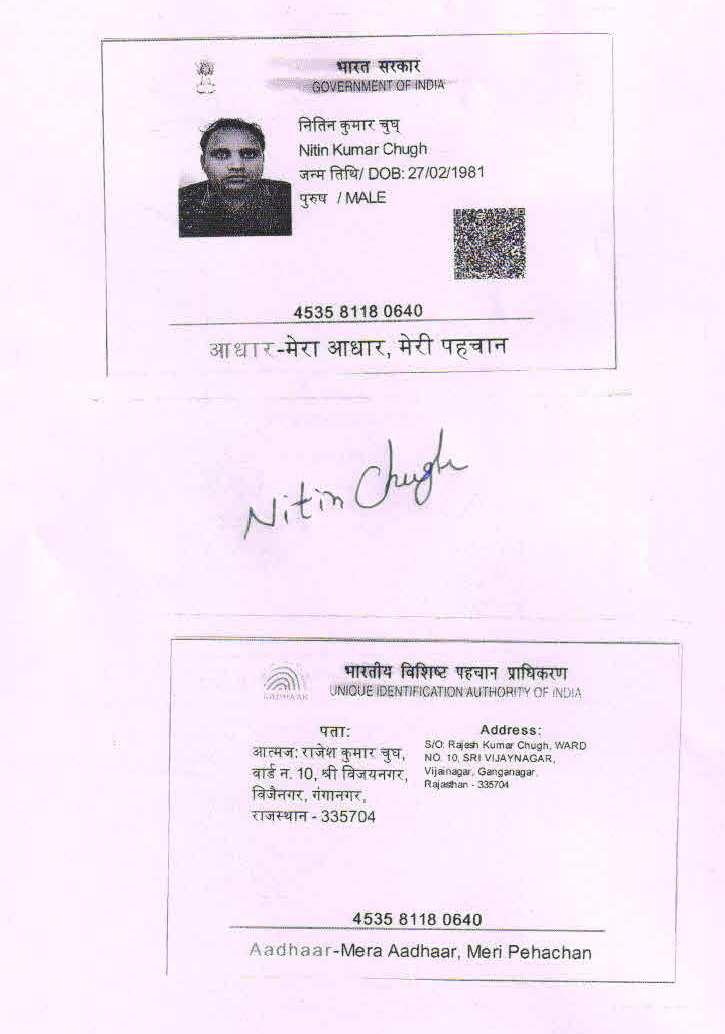 भारत सरकार
GOVERNMENT OF INDIA
नितिन कुमार चुघ
Nitin Kumar Chugh
जन्म तिथि/ DOB: 27/02/1981
पुरुष / MALE
4535 8118 0640
आधार-मेरा आधार, मेरी पहचान
Nitin Chugh
भारतीय विशिष्ट पहचान प्राधिकरण
UNIQUE IDENTIFICATION AUTHORITY OF INDIA
AADHAAR
पता:
आत्मज: राजेश कुमार चुघ,
वार्ड न. 10, श्री विजयनगर,
विजैनगर, गंगानगर,
राजस्थान - 335704
Address:
S/O: Rajesh Kumar Chugh, WARD
NO. 10, SRI VIJAYNAGAR,
Vijainagar, Ganganagar,
Rajasthan - 335704
4535 8118 0640
Aadhaar-Mera Aadhaar, Meri Pehachan